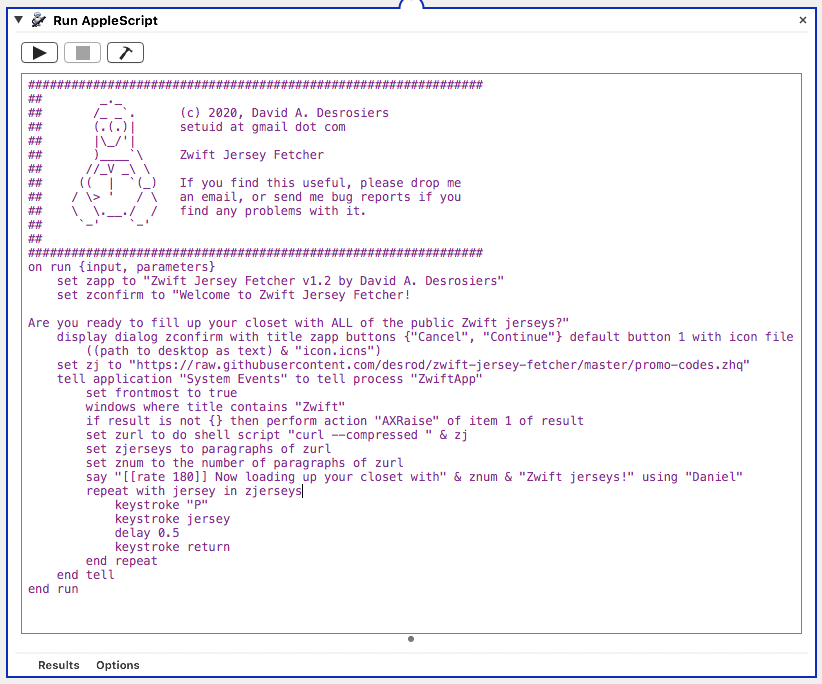 Run AppleScript
###############################################################
##        _._
##       /_ _`.      (c) 2020, David A. Desrosiers
##       (.(.)|      setuid at gmail dot com
##       |\_/'|
##       )____`\     Zwift Jersey Fetcher
##      //_V _\ \
##     ((  |  `(_)   If you find this useful, please drop me
##    / \> '   / \   an email, or send me bug reports if you
##    \  \.__./  /   find any problems with it.
##     `-'    `-'
##
###############################################################
on run {input, parameters}
    set zapp to "Zwift Jersey Fetcher v1.2 by David A. Desrosiers"
    set zconfirm to "Welcome to Zwift Jersey Fetcher!

Are you ready to fill up your closet with ALL of the public Zwift jerseys?"
    display dialog zconfirm with title zapp buttons {"Cancel", "Continue"} default button 1 with icon file
        ((path to desktop as text) & "icon.icns")
    set zj to "https://raw.githubusercontent.com/desrod/zwift-jersey-fetcher/master/promo-codes.zhq"
    tell application "System Events" to tell process "ZwiftApp"
        set frontmost to true
        windows where title contains "Zwift"
        if result is not {} then perform action "AXRaise" of item 1 of result
        set zurl to do shell script "curl --compressed " & zj
        set zjerseys to paragraphs of zurl
        set znum to the number of paragraphs of zurl
        say "[[rate 180]] Now loading up your closet with" & znum & "Zwift jerseys!" using "Daniel"
        repeat with jersey in zjerseys
            keystroke "P"
            keystroke jersey
            delay 0.5
            keystroke return
        end repeat
    end tell
end run
Results Options